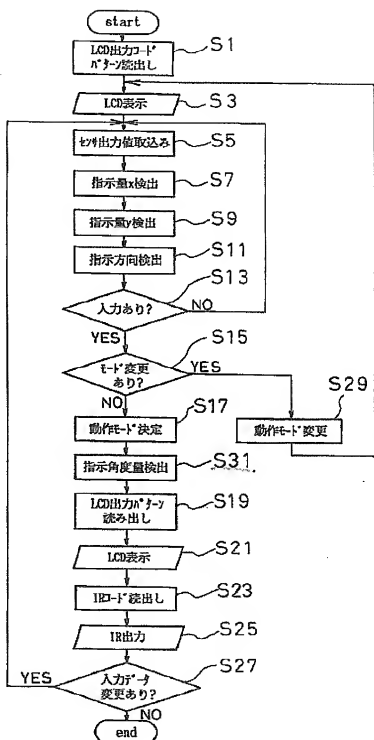 start
LCD出力コード
パターン読出し
S1
LCD表示
S3
センサ出力値取込み
S5
指示量x検出
S7
指示量y検出
S9
指示方向検出
S11
入力あり?
S13
NO
YES
モード変更
あり?
S15
YES
NO
動作モード決定
S17
動作モード変更
S29
指示角度量検出
S31
LCD出力パターン
読み出し
S19
LCD表示
S21
IRコード読出し
S23
IR出力
S25
入力データ
変更あり?
S27
YES
NO
end